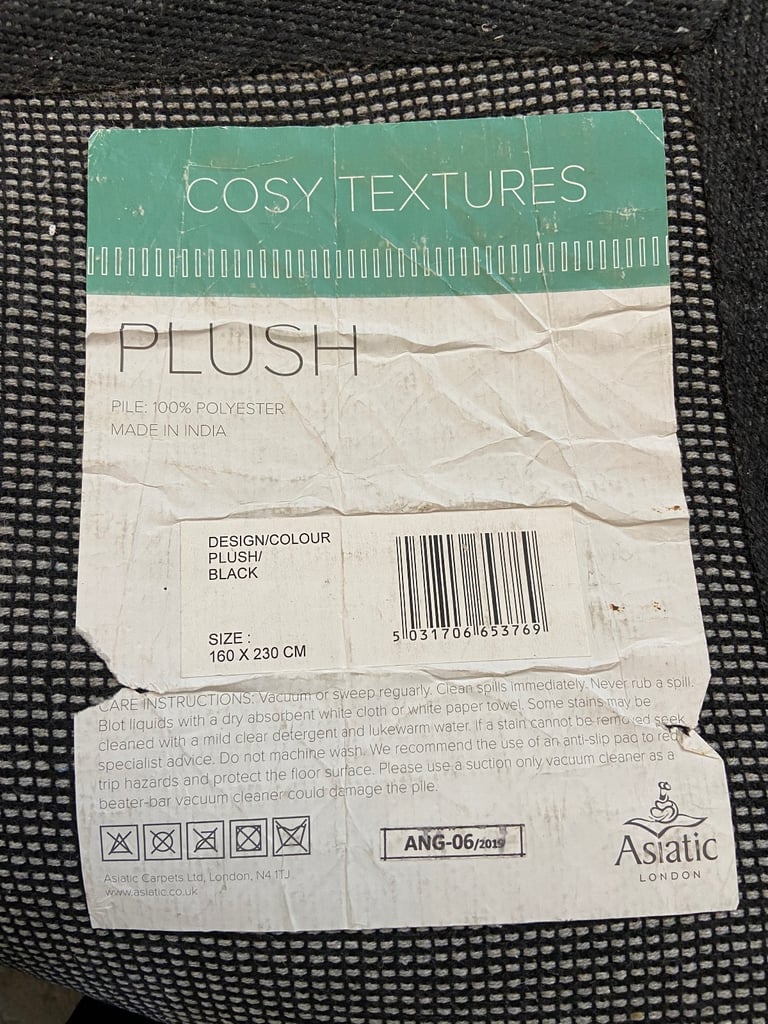 COSY TEXTURES
PLUSH
PILE: 100% POLYESTER
MADE IN INDIA
DESIGN/COLOUR
PLUSH/
BLACK
SIZE :
160 X 230 CM
5 031706 653769
CARE INSTRUCTIONS: Vacuum or sweep reguarly. Clean spills immediately. Never rub a spill.
Blot liquids with a dry absorbent white cloth or white paper towel. Some stains may be
cleaned with a mild clear detergent and lukewarm water. If a stain cannot be removed seek
specialist advice. Do not machine wash. We recommend the use of an anti-slip pad to
trip hazards and protect the floor surface. Please use a suction only vacuum cleaner as a
beater-bar vacuum cleaner could damage the pile.
ANG-06/2019
Asiatic
LONDON
Asiatic Carpets Ltd, London, N4 1TJ
www.asiatic.co.uk